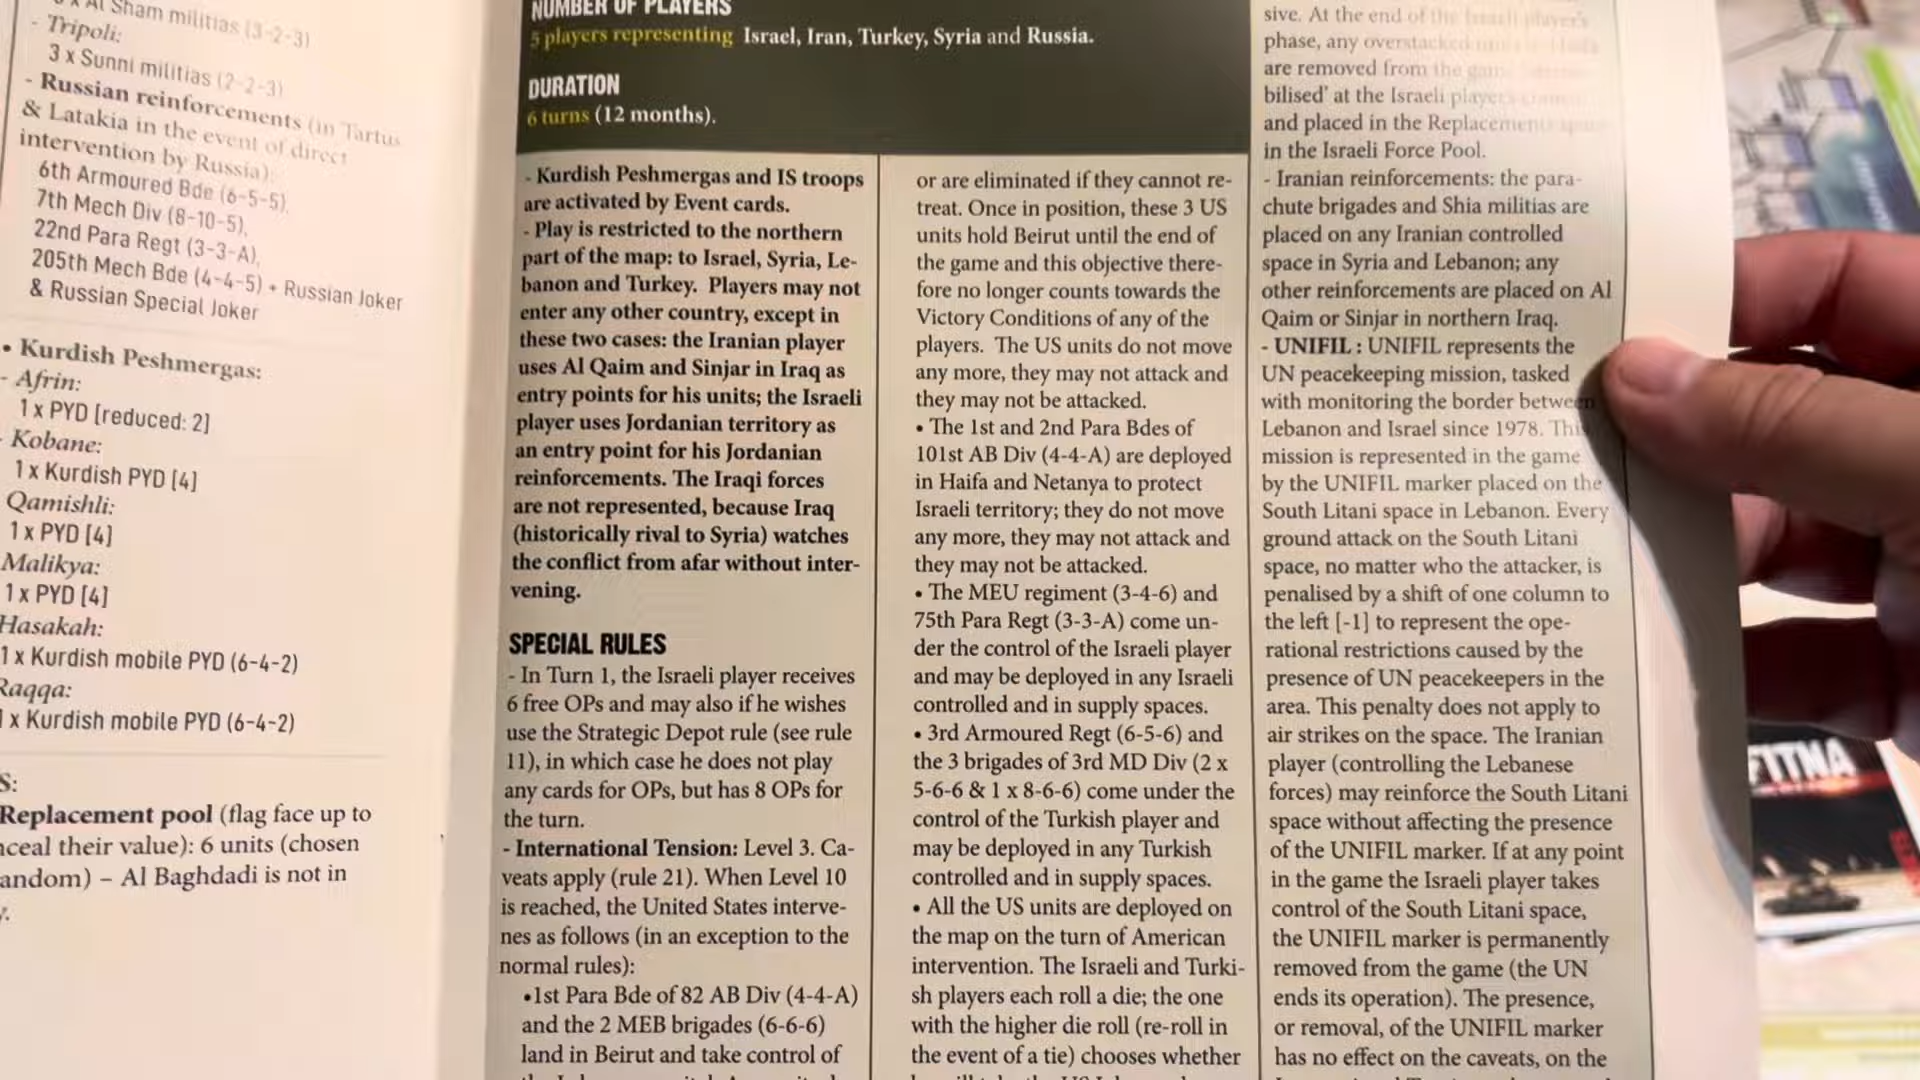 Al Sham militias (3-2-3)
- Tripoli:
3 x Sunni militias (2-2-3)
- Russian reinforcements (in Tartus
& Latakia in the event of direct
intervention by Russia):
6th Armoured Bde (6-5-5),
7th Mech Div (8-10-5),
22nd Para Regt (3-3-A),
205th Mech Bde (4-4-5) + Russian Joker
& Russian Special Joker
• Kurdish Peshmergas:
- Afrin:
1 x PYD [reduced: 2]
- Kobane:
1 x Kurdish PYD [4]
Qamishli:
1 x PYD [4]
Malikya:
1 x PYD [4]
Hasakah:
1 x Kurdish mobile PYD (6-4-2)
Raqqa:
1 x Kurdish mobile PYD (6-4-2)
S:
Replacement pool (flag face up to
nceal their value): 6 units (chosen
andom) – Al Baghdadi is not in
y.
NUMBER OF PLAYERS
5 players representing Israel, Iran, Turkey, Syria and Russia.
DURATION
6 turns (12 months).
- Kurdish Peshmergas and IS troops
are activated by Event cards.
- Play is restricted to the northern
part of the map: to Israel, Syria, Le-
banon and Turkey. Players may not
enter any other country, except in
these two cases: the Iranian player
uses Al Qaim and Sinjar in Iraq as
entry points for his units; the Israeli
player uses Jordanian territory as
an entry point for his Jordanian
reinforcements. The Iraqi forces
are not represented, because Iraq
(historically rival to Syria) watches
the conflict from afar without inter-
vening.
SPECIAL RULES
- In Turn 1, the Israeli player receives
6 free OPs and may also if he wishes
use the Strategic Depot rule (see rule
11), in which case he does not play
any cards for OPs, but has 8 OPs for
the turn.
- International Tension: Level 3. Ca-
veats apply (rule 21). When Level 10
is reached, the United States interve-
nes as follows (in an exception to the
normal rules):
•1st Para Bde of 82 AB Div (4-4-A)
and the 2 MEB brigades (6-6-6)
land in Beirut and take control of
or are eliminated if they cannot re-
treat. Once in position, these 3 US
units hold Beirut until the end of
the game and this objective there-
fore no longer counts towards the
Victory Conditions of any of the
players. The US units do not move
any more, they may not attack and
they may not be attacked.
• The 1st and 2nd Para Bdes of
101st AB Div (4-4-A) are deployed
in Haifa and Netanya to protect
Israeli territory; they do not move
any more, they may not attack and
they may not be attacked.
• The MEU regiment (3-4-6) and
75th Para Regt (3-3-A) come un-
der the control of the Israeli player
and may be deployed in any Israeli
controlled and in supply spaces.
• 3rd Armoured Regt (6-5-6) and
the 3 brigades of 3rd MD Div (2 x
5-6-6 & 1 x 8-6-6) come under the
control of the Turkish player and
may be deployed in any Turkish
controlled and in supply spaces.
• All the US units are deployed on
the map on the turn of American
intervention. The Israeli and Turki-
sh players each roll a die; the one
with the higher die roll (re-roll in
the event of a tie) chooses whether
sive. At the end of the Israeli player's
phase, any overstacked
are removed from the game
bilised' at the Israeli player's
and placed in the Replacements
in the Israeli Force Pool.
- Iranian reinforcements: the para-
chute brigades and Shia militias are
placed on any Iranian controlled
space in Syria and Lebanon; any
other reinforcements are placed on Al
Qaim or Sinjar in northern Iraq.
- UNIFIL : UNIFIL represents the
UN peacekeeping mission, tasked
with monitoring the border between
Lebanon and Israel since 1978. This
mission is represented in the game
by the UNIFIL marker placed on the
South Litani space in Lebanon. Every
ground attack on the South Litani
space, no matter who the attacker, is
penalised by a shift of one column to
the left [-1] to represent the ope-
rational restrictions caused by the
presence of UN peacekeepers in the
area. This penalty does not apply to
air strikes on the space. The Iranian
player (controlling the Lebanese
forces) may reinforce the South Litani
space without affecting the presence
of the UNIFIL marker. If at any point
in the game the Israeli player takes
control of the South Litani space,
the UNIFIL marker is permanently
removed from the game (the UN
ends its operation). The presence,
or removal, of the UNIFIL marker
has no effect on the caveats, on the
FITNA